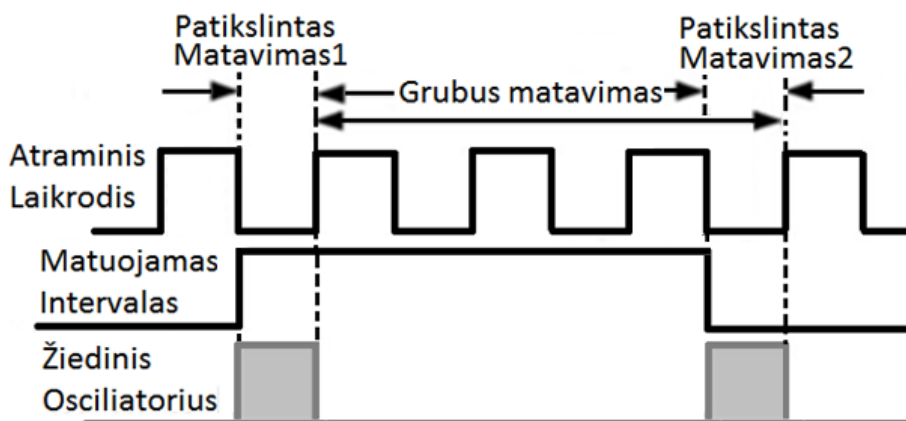 Patikslintas
Matavimas1
Patikslintas
Matavimas2
Grubus matavimas
Atraminis
Laikrodis
Matuojamas
Intervalas
Žiedinis
Osciliatorius